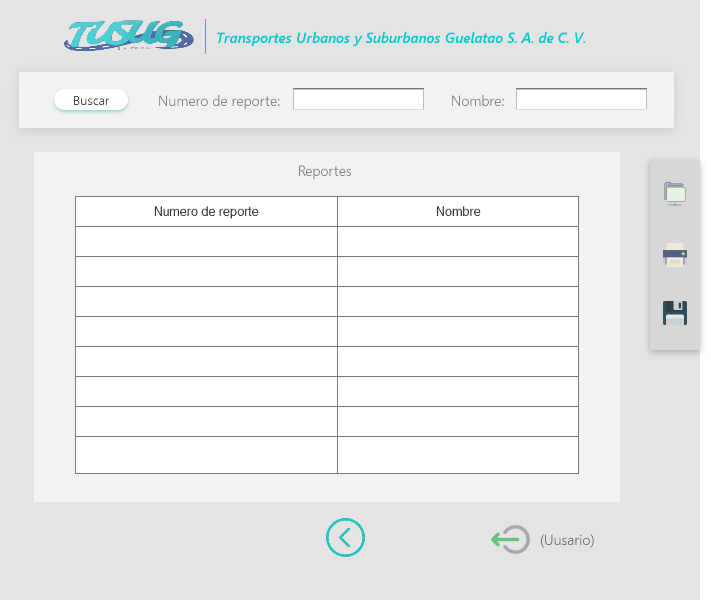 TUSUG
Transportes Urbanos y Suburbanos Guelatao S. A. de C. V.
Buscar
Numero de reporte:
Nombre:
Reportes
Numero de reporte
Nombre
(Uusario)